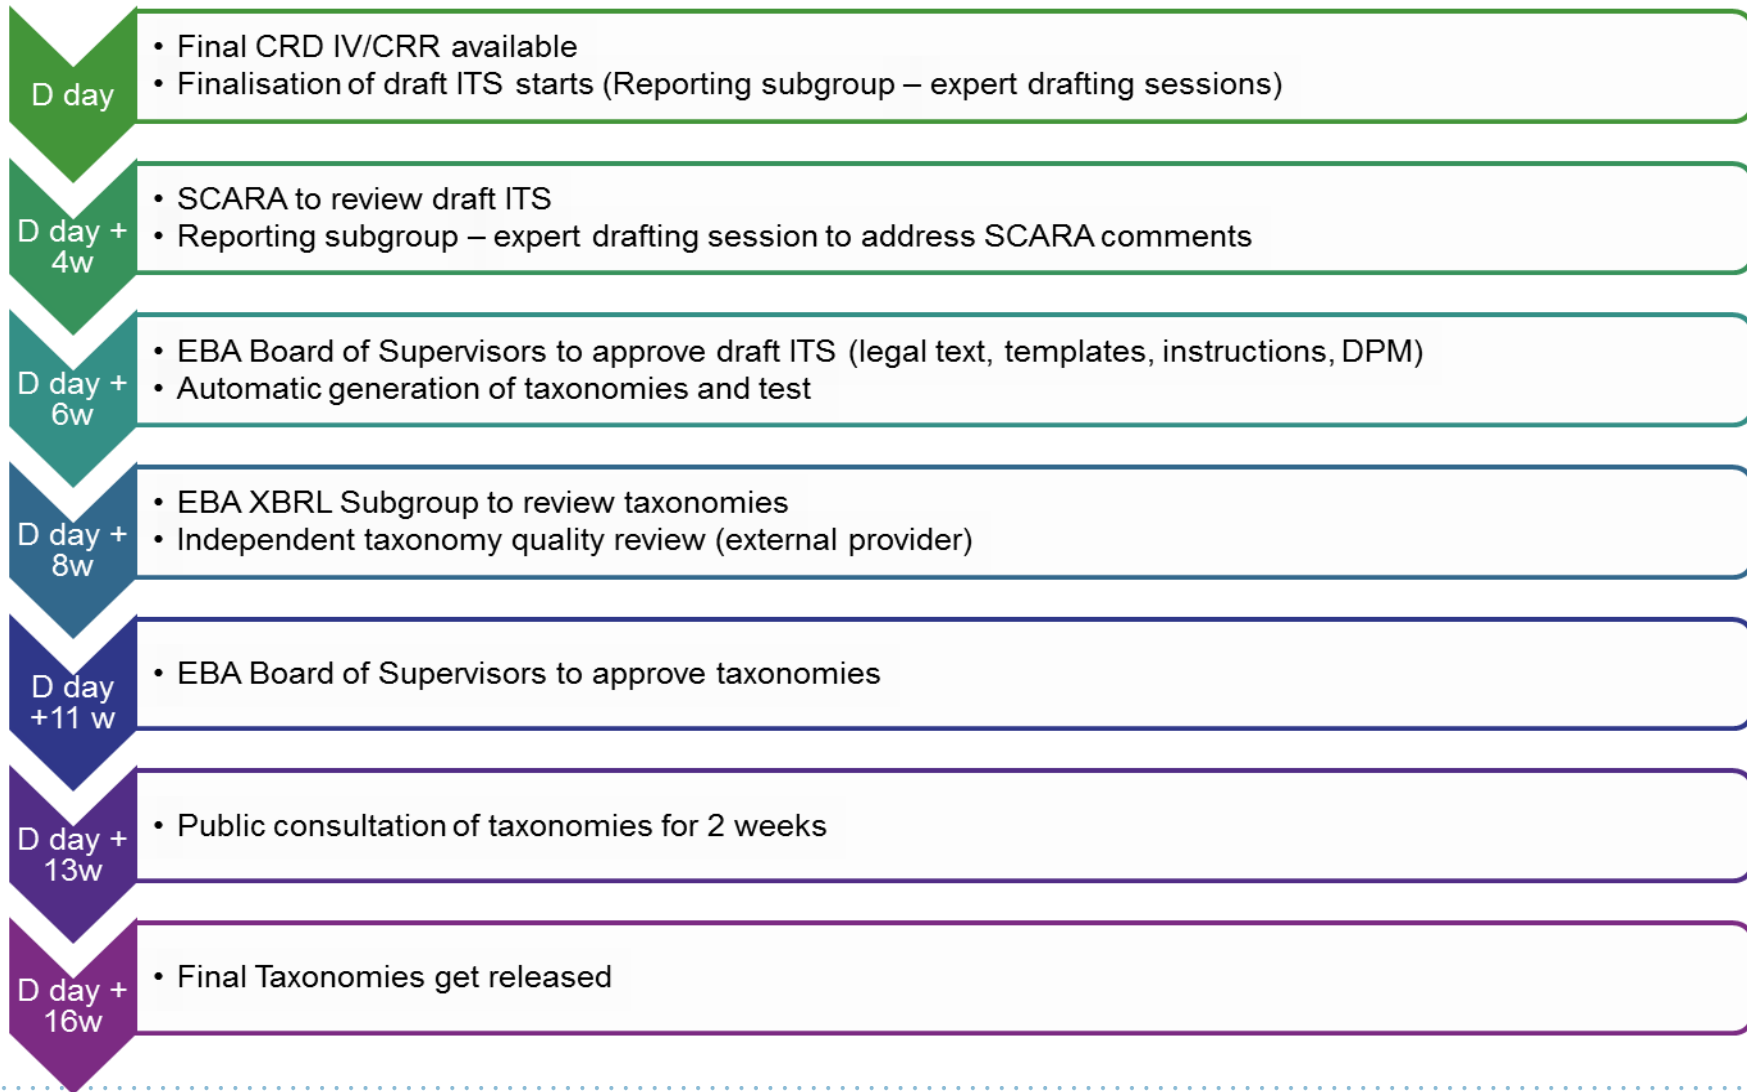 D day
• Final CRD IV/CRR available
• Finalisation of draft ITS starts (Reporting subgroup – expert drafting sessions)
D day +
4w
• SCARA to review draft ITS
• Reporting subgroup – expert drafting session to address SCARA comments
D day +
6w
• EBA Board of Supervisors to approve draft ITS (legal text, templates, instructions, DPM)
• Automatic generation of taxonomies and test
D day +
8w
• EBA XBRL Subgroup to review taxonomies
• Independent taxonomy quality review (external provider)
D day
+11 w
• EBA Board of Supervisors to approve taxonomies
D day +
13w
• Public consultation of taxonomies for 2 weeks
D day +
16w
• Final Taxonomies get released